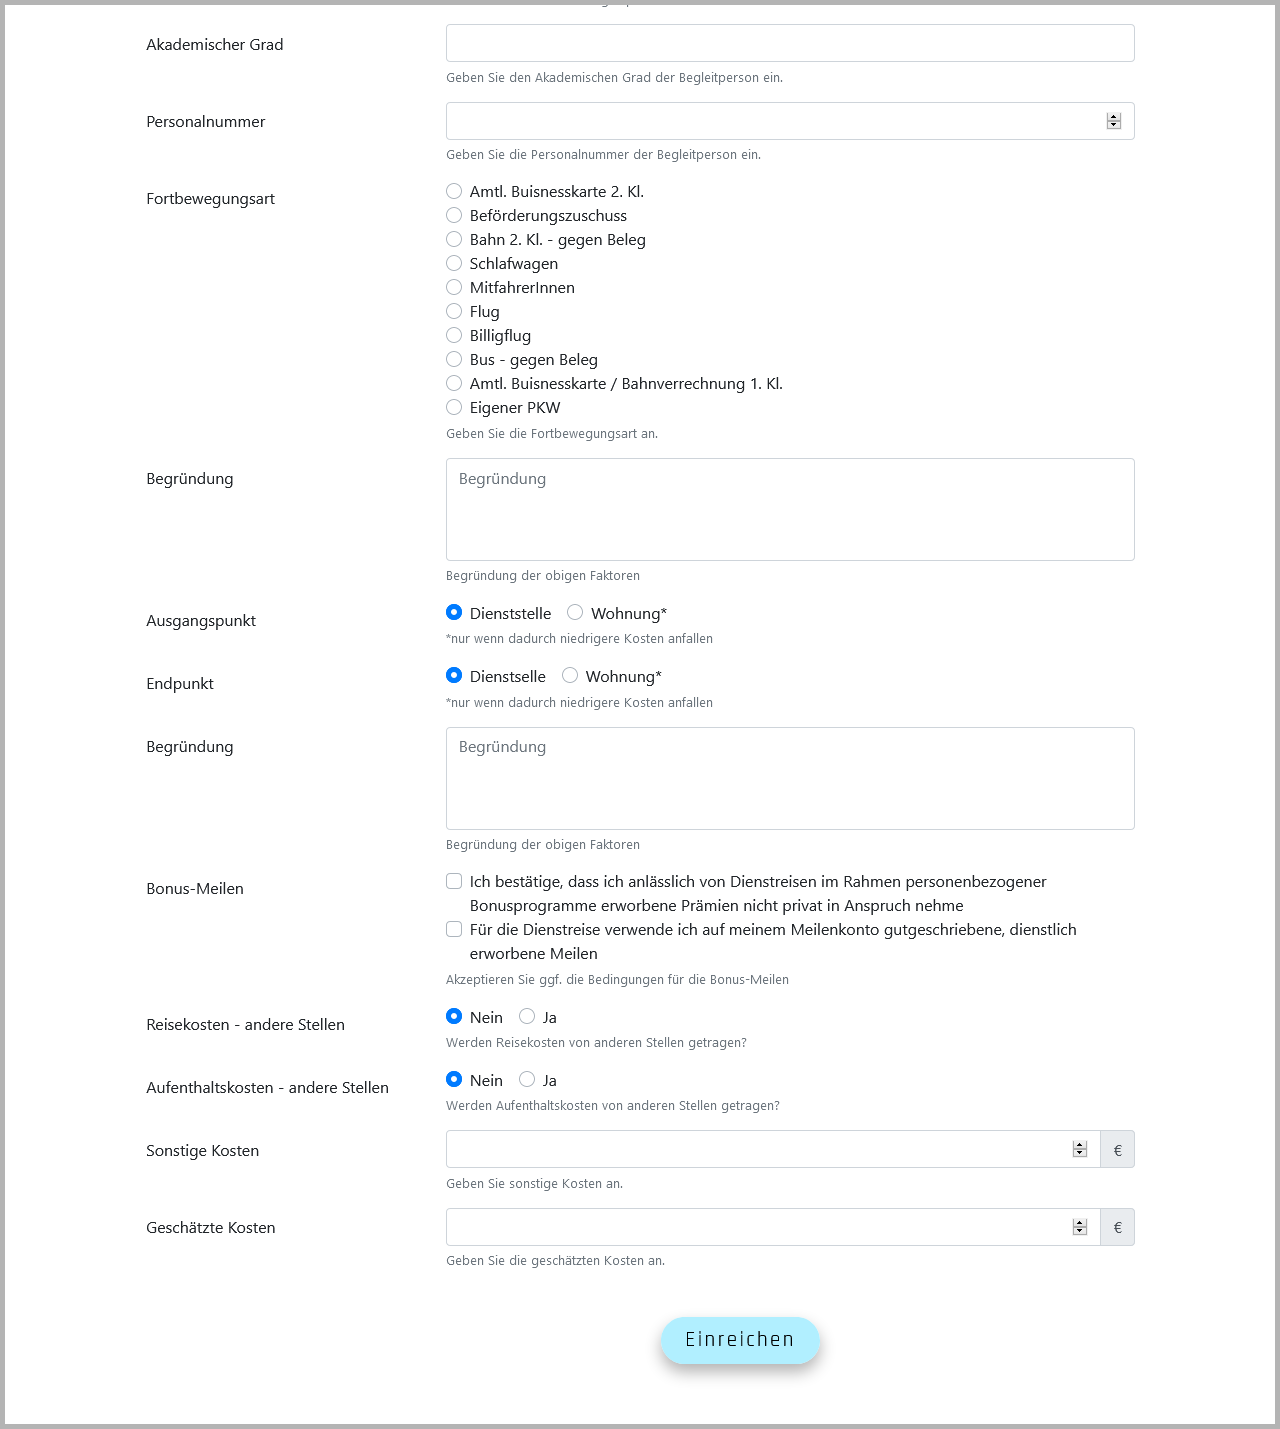 Akademischer Grad
Geben Sie den Akademischen Grad der Begleitperson ein.
Personalnummer
Geben Sie die Personalnummer der Begleitperson ein.
Fortbewegungsart
Amtl. Buisnesskarte 2. Kl.
Beförderungszuschuss
Bahn 2. Kl. - gegen Beleg
Schlafwagen
MitfahrerInnen
Flug
Billigflug
Bus - gegen Beleg
Amtl. Buisnesskarte / Bahnverrechnung 1. Kl.
Eigener PKW
Geben Sie die Fortbewegungsart an.
Begründung
Begründung
Begründung der obigen Faktoren
Ausgangspunkt
Dienststelle Wohnung*
*nur wenn dadurch niedrigere Kosten anfallen
Endpunkt
Dienstselle Wohnung*
*nur wenn dadurch niedrigere Kosten anfallen
Begründung
Begründung
Begründung der obigen Faktoren
Bonus-Meilen
Ich bestätige, dass ich anlässlich von Dienstreisen im Rahmen personenbezogener
Bonusprogramme erworbene Prämien nicht privat in Anspruch nehme
Für die Dienstreise verwende ich auf meinem Meilenkonto gutgeschriebene, dienstlich
erworbene Meilen
Akzeptieren Sie ggf. die Bedingungen für die Bonus-Meilen
Reisekosten - andere Stellen
Nein Ja
Werden Reisekosten von anderen Stellen getragen?
Aufenthaltskosten - andere Stellen
Nein Ja
Werden Aufenthaltskosten von anderen Stellen getragen?
Sonstige Kosten
€
Geben Sie sonstige Kosten an.
Geschätzte Kosten
€
Geben Sie die geschätzten Kosten an.
Einreichen